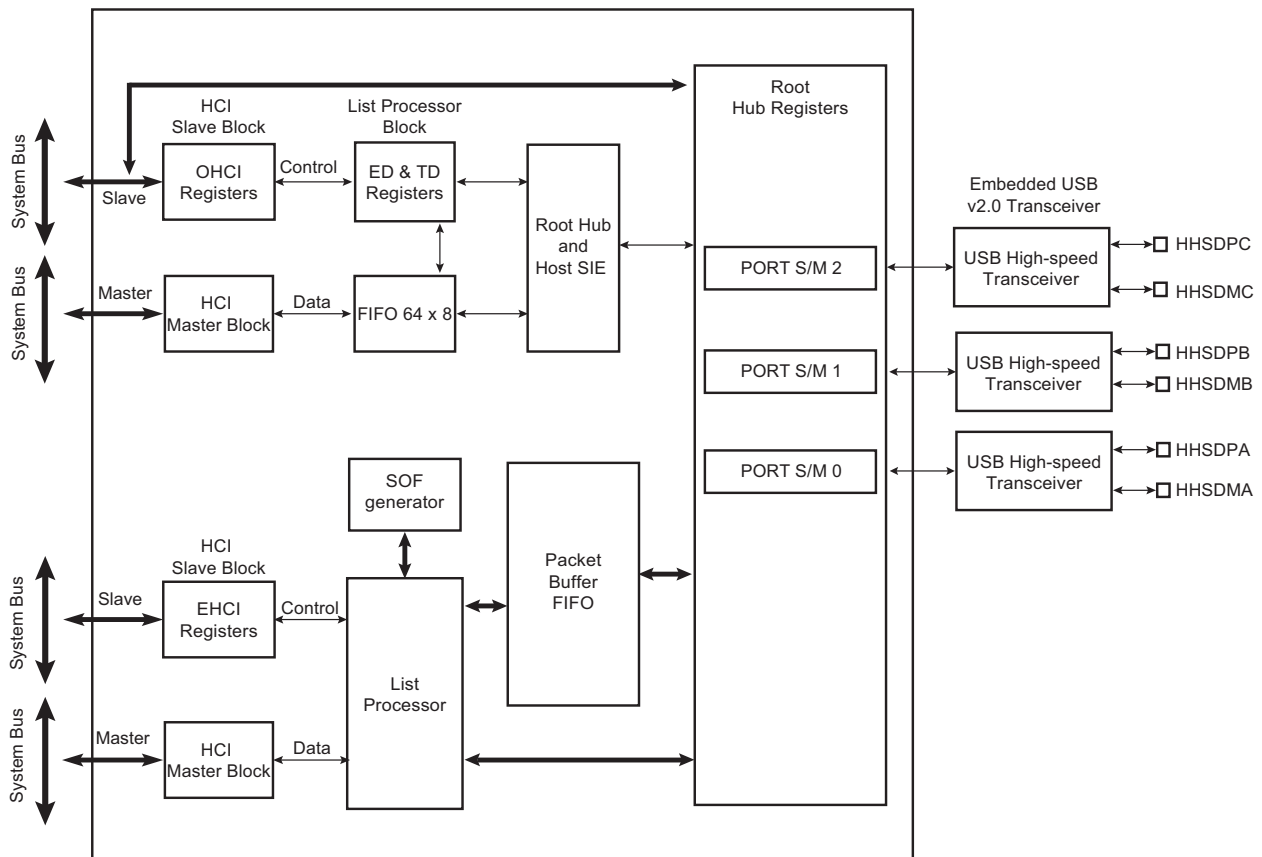 Root
Hub Registers
HCI
Slave Block
List Processor
Block
System Bus
Slave
OHCI
Registers
Control
ED & TD
Registers
Root Hub
and
Host SIE
Embedded USB
v2.0 Transceiver
PORT S/M 2
USB High-speed
Transceiver
HHSDPC
HHSDMC
System Bus
Master
HCI
Master Block
Data
FIFO 64 x 8
PORT S/M 1
USB High-speed
Transceiver
HHSDPB
HHSDMB
PORT S/M 0
USB High-speed
Transceiver
HHSDPA
HHSDMA
SOF
generator
HCI
Slave Block
Packet
Buffer
FIFO
System Bus
Slave
EHCI
Registers
Control
List
Processor
System Bus
Master
HCI
Master Block
Data